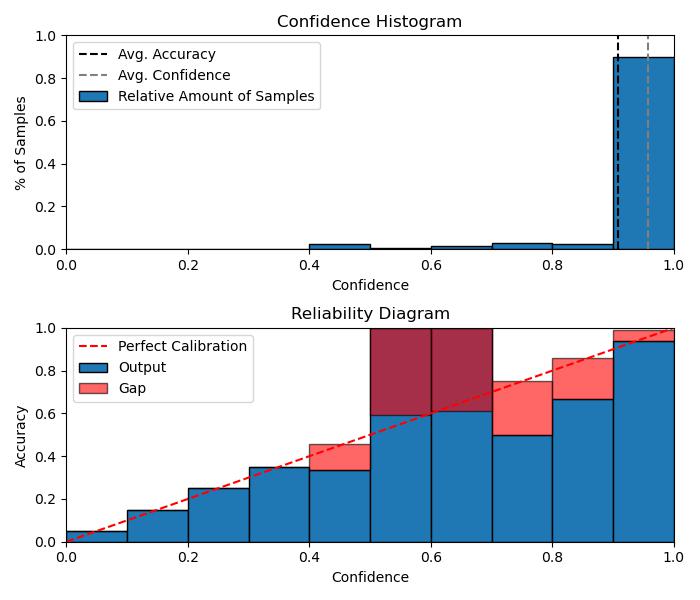 Confidence Histogram
1.0
0.8
0.6
0.4
0.2
0.0
% of Samples
Avg. Accuracy
Avg. Confidence
Relative Amount of Samples
0.0 0.2 0.4 0.6 0.8 1.0
Confidence
Reliability Diagram
1.0
0.8
0.6
0.4
0.2
0.0
Accuracy
Perfect Calibration
Output
Gap
0.0 0.2 0.4 0.6 0.8 1.0
Confidence